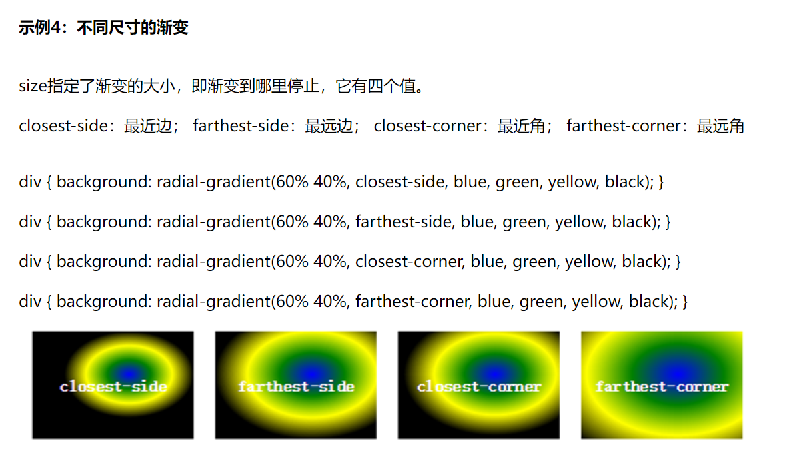 示例4：不同尺寸的渐变
size指定了渐变的大小，即渐变到哪里停止，它有四个值。
closest-side：最近边； farthest-side：最远边； closest-corner：最近角； farthest-corner：最远角
div { background: radial-gradient(60% 40%, closest-side, blue, green, yellow, black); }
div { background: radial-gradient(60% 40%, farthest-side, blue, green, yellow, black); }
div { background: radial-gradient(60% 40%, closest-corner, blue, green, yellow, black); }
div { background: radial-gradient(60% 40%, farthest-corner, blue, green, yellow, black); }
closest-side farthest-side closest-corner farthest-corner